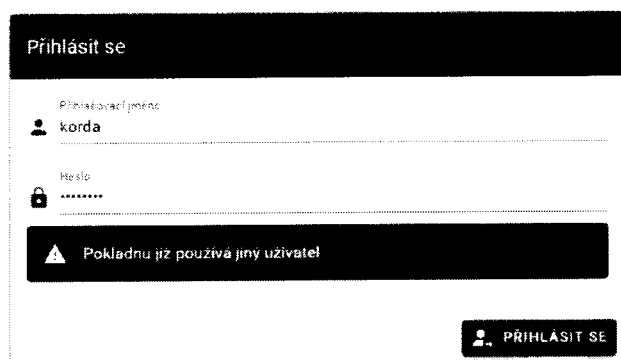 Přihlásit se
Přihlašovací jméno
korda
Heslo
••••••••
Pokladnu již používá jiný uživatel
PŘIHLÁSIT SE